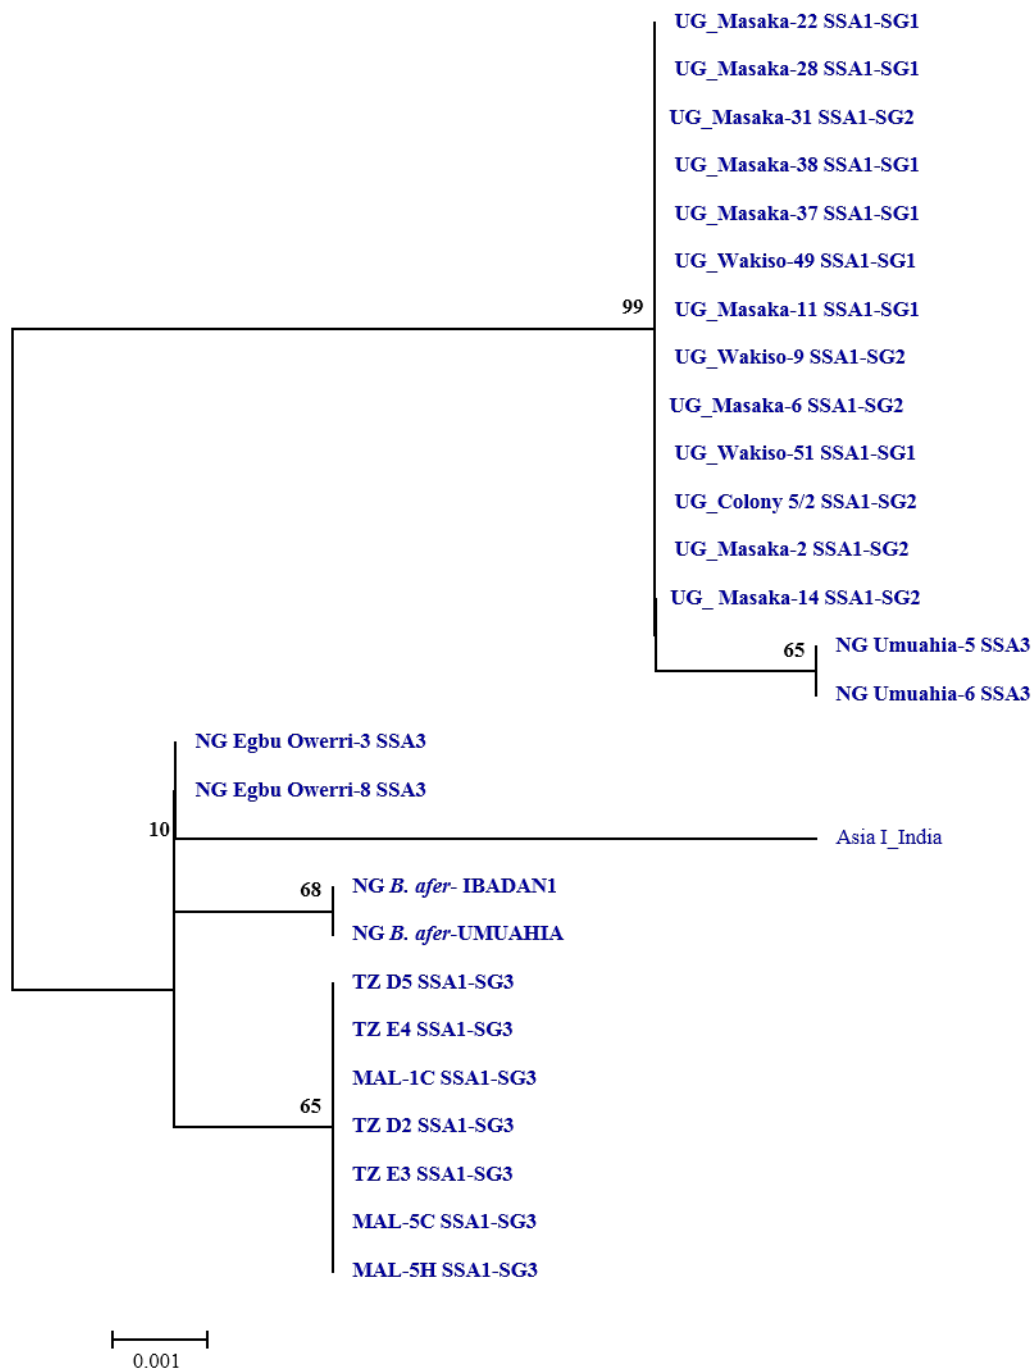 UG_Masaka-22 SSA1-SG1
UG_Masaka-28 SSA1-SG1
UG_Masaka-31 SSA1-SG2
UG_Masaka-38 SSA1-SG1
UG_Masaka-37 SSA1-SG1
UG_Wakiso-49 SSA1-SG1
99
UG_Masaka-11 SSA1-SG1
UG_Wakiso-9 SSA1-SG2
UG_Masaka-6 SSA1-SG2
UG_Wakiso-51 SSA1-SG1
UG_Colony 5/2 SSA1-SG2
UG_Masaka-2 SSA1-SG2
UG_ Masaka-14 SSA1-SG2
65
NG Umuahia-5 SSA3
NG Umuahia-6 SSA3
NG Egbu Owerri-3 SSA3
NG Egbu Owerri-8 SSA3
10
Asia I_India
68
NG B. afer- IBADAN1
NG B. afer-UMUAHIA
TZ D5 SSA1-SG3
TZ E4 SSA1-SG3
MAL-1C SSA1-SG3
65
TZ D2 SSA1-SG3
TZ E3 SSA1-SG3
MAL-5C SSA1-SG3
MAL-5H SSA1-SG3
0.001